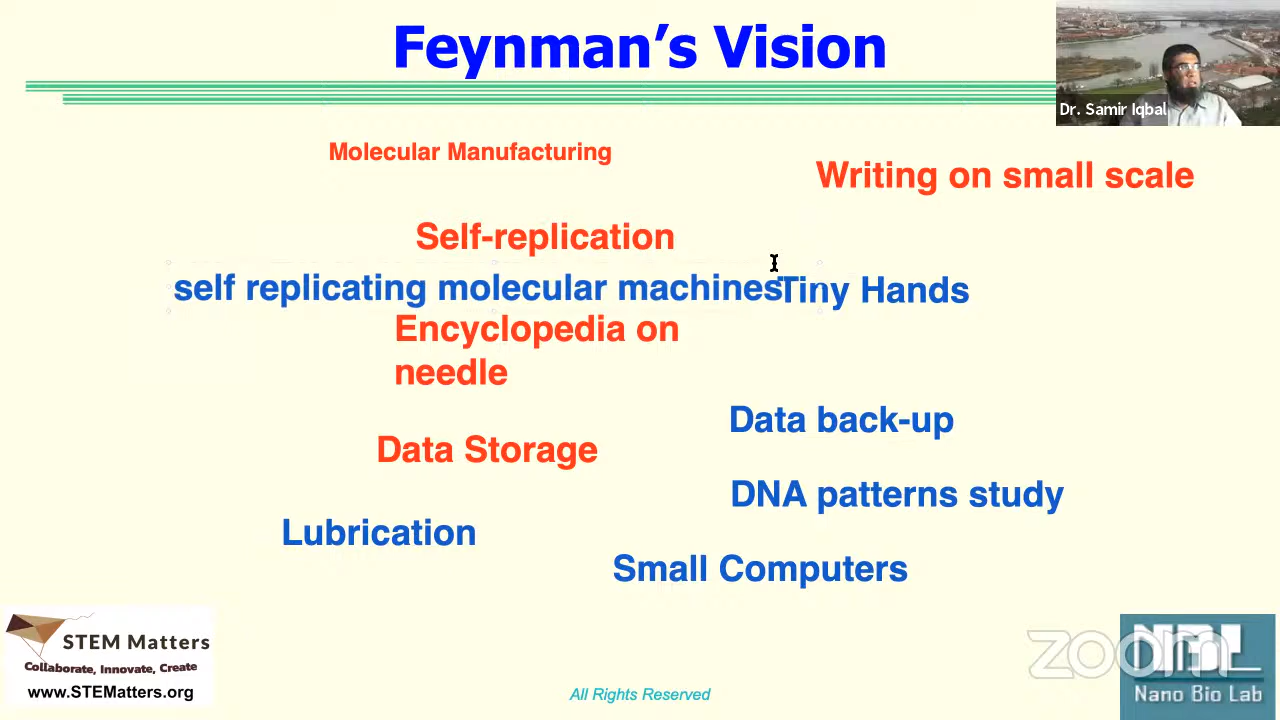 Feynman's Vision
Dr. Samir Iqbal
Molecular Manufacturing
Writing on small scale
Self-replication
self replicating molecular machines
Tiny Hands
Encyclopedia on
needle
Data back-up
Data Storage
DNA patterns study
Lubrication
Small Computers
STEM Matters
Collaborate, Innovate, Create
www.STEMatters.org
All Rights Reserved
zoom
NBL
Nano Bio Lab